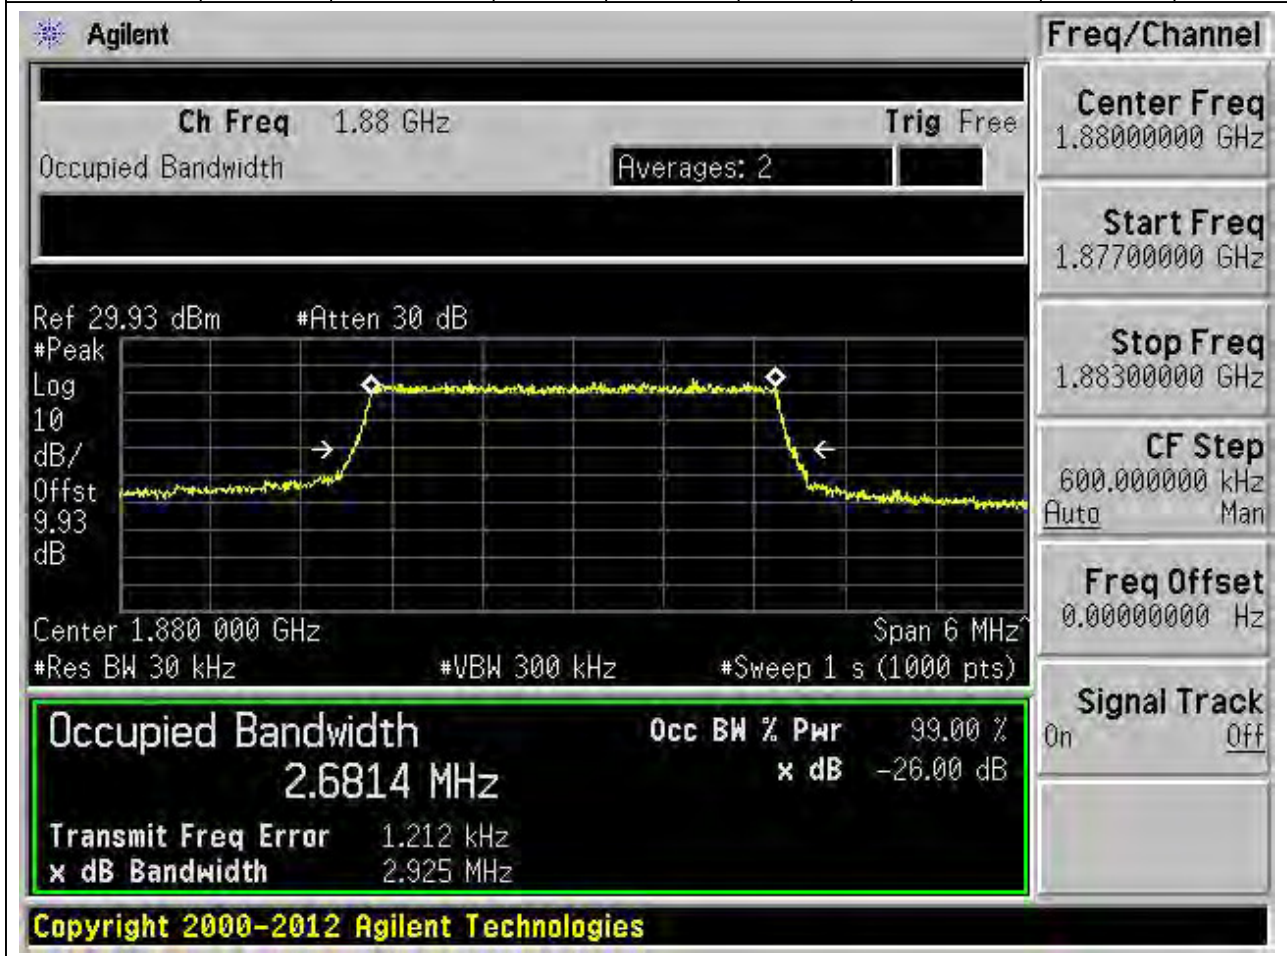 Agilent
Freq/Channel
Ch Freq 1.88 GHz Trig Free
Occupied Bandwidth Averages: 2
Center Freq
1.88000000 GHz
Start Freq
1.87700000 GHz
Stop Freq
1.88300000 GHz
CF Step
600.000000 kHz
Auto Man
Freq Offset
0.00000000 Hz
Signal Track
On Off
Ref 29.93 dBm #Atten 30 dB
#Peak
Log
10
dB/
Offst
9.93
dB
Center 1.880 000 GHz Span 6 MHz^
#Res BW 30 kHz #VBW 300 kHz #Sweep 1 s (1000 pts)
Occupied Bandwidth Occ BW % Pwr 99.00 %
2.6814 MHz x dB -26.00 dB
Transmit Freq Error 1.212 kHz
x dB Bandwidth 2.925 MHz
Copyright 2000-2012 Agilent Technologies